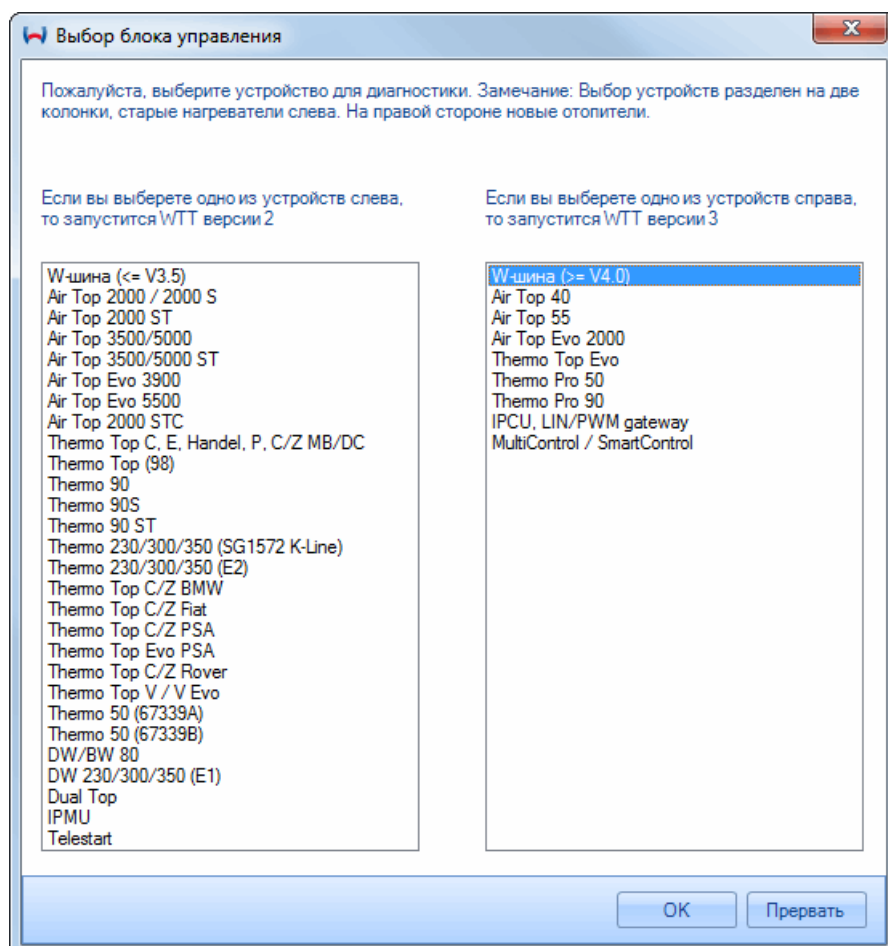 Выбор блока управления
Пожалуйста, выберите устройство для диагностики. Замечание: Выбор устройств разделен на две
колонки, старые нагреватели слева. На правой стороне новые отопители.
Если вы выберете одно из устройств слева,
то запустится WTT версии 2
W-шина (<= V3.5)
Air Top 2000 / 2000 S
Air Top 2000 ST
Air Top 3500/5000
Air Top 3500/5000 ST
Air Top Evo 3900
Air Top Evo 5500
Air Top 2000 STC
Thermo Top C, E, Handel, P, C/Z MB/DC
Thermo Top (98)
Thermo 90
Thermo 90S
Thermo 90 ST
Thermo 230/300/350 (SG1572 K-Line)
Thermo 230/300/350 (E2)
Thermo Top C/Z BMW
Thermo Top C/Z Fiat
Thermo Top C/Z PSA
Thermo Top Evo PSA
Thermo Top C/Z Rover
Thermo Top V / V Evo
Thermo 50 (67339A)
Thermo 50 (67339B)
DW/BW 80
DW 230/300/350 (E1)
Dual Top
IPMU
Telestart
Если вы выберете одно из устройств справа,
то запустится WTT версии 3
W-шина (>= V4.0)
Air Top 40
Air Top 55
Air Top Evo 2000
Thermo Top Evo
Thermo Pro 50
Thermo Pro 90
IPCU, LIN/PWM gateway
MultiControl / SmartControl
OK
Прервать